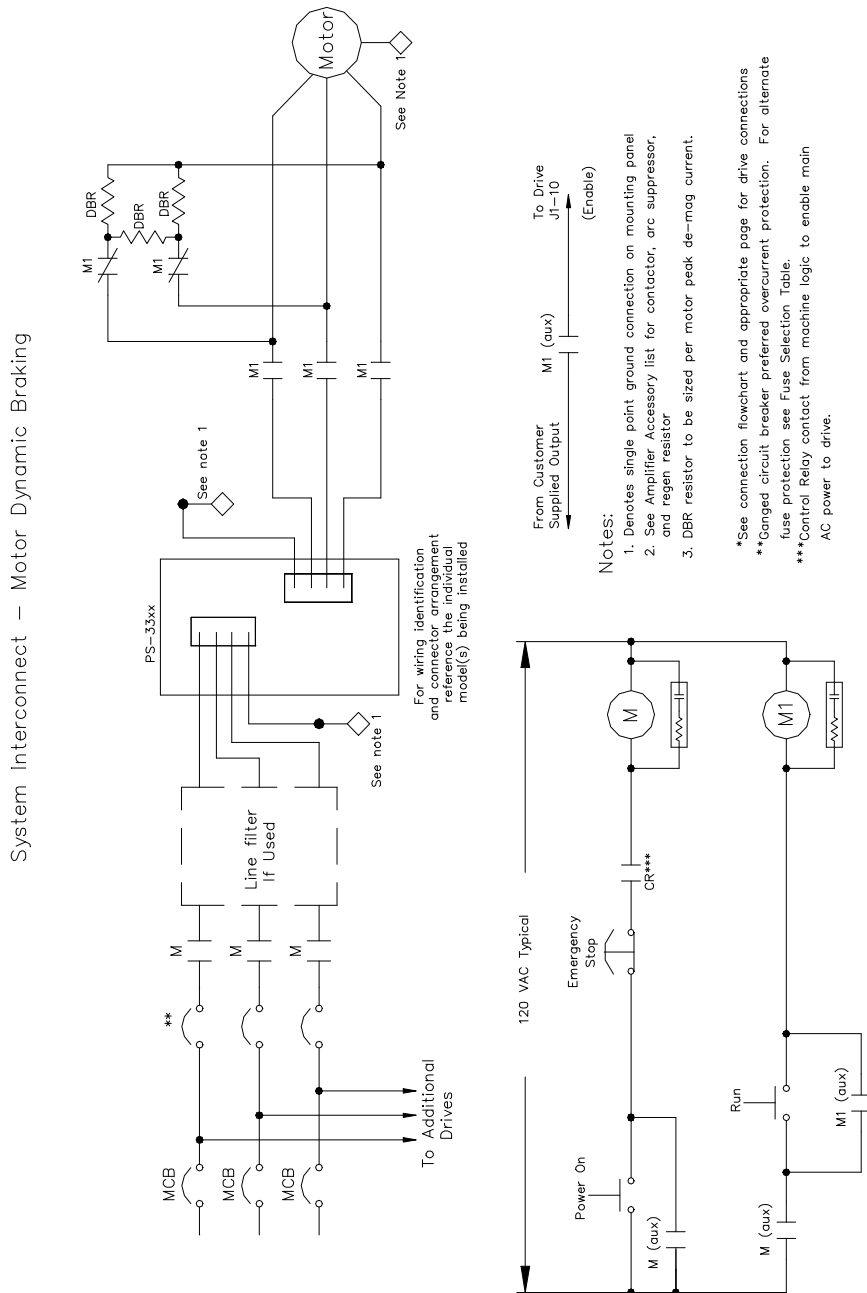 System Interconnect – Motor Dynamic Braking
MCB
MCB
MCB
**
To Additional
Drives
M
M
M
Line filter
If Used
See note 1
PS–33xx
For wiring identification
and connector arrangement
reference the individual
model(s) being installed
See note 1
M1
M1
M1
M1
M1
DBR
DBR
DBR
Motor
See Note 1
120 VAC Typical
Power On
M (aux)
Emergency
Stop
CR***
M
M (aux)
Run
M1 (aux)
M1
From Customer
Supplied Output
M1 (aux)
To Drive
J1–10
(Enable)
Notes:
1. Denotes single point ground connection on mounting panel
2. See Amplifier Accessory list for contactor, arc suppressor,
and regen resistor
3. DBR resistor to be sized per motor peak de–mag current.
*See connection flowchart and appropriate page for drive connections
**Ganged circuit breaker preferred overcurrent protection. For alternate
fuse protection see Fuse Selection Table.
***Control Relay contact from machine logic to enable main
AC power to drive.